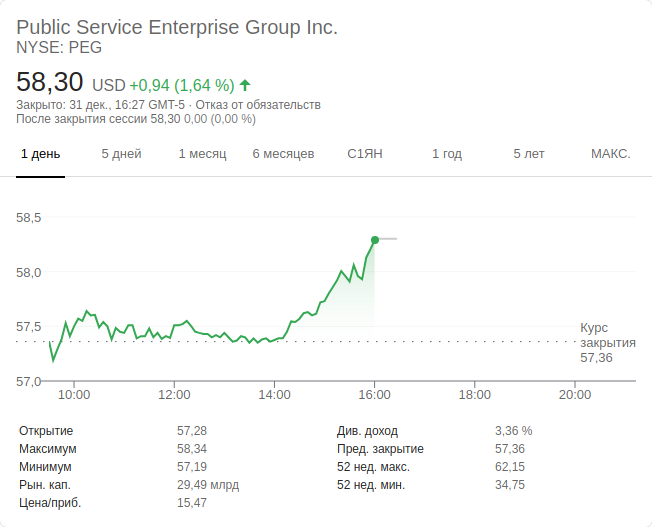 Public Service Enterprise Group Inc.
NYSE: PEG
58,30 USD +0,94 (1,64 %)
Закрыто: 31 дек., 16:27 GMT-5 · Отказ от обязательств
После закрытия сессии 58,30 0,00 (0,00 %)
1 день 5 дней 1 месяц 6 месяцев С1ЯН 1 год 5 лет МАКС.
58,5
58,0
57,5
57,0
Курс
закрытия
57,36
10:00 12:00 14:00 16:00 18:00 20:00
Открытие 57,28
Максимум 58,34
Минимум 57,19
Рын. кап. 29,49 млрд
Цена/приб. 15,47
Див. доход 3,36 %
Пред. закрытие 57,36
52 нед. макс. 62,15
52 нед. мин. 34,75